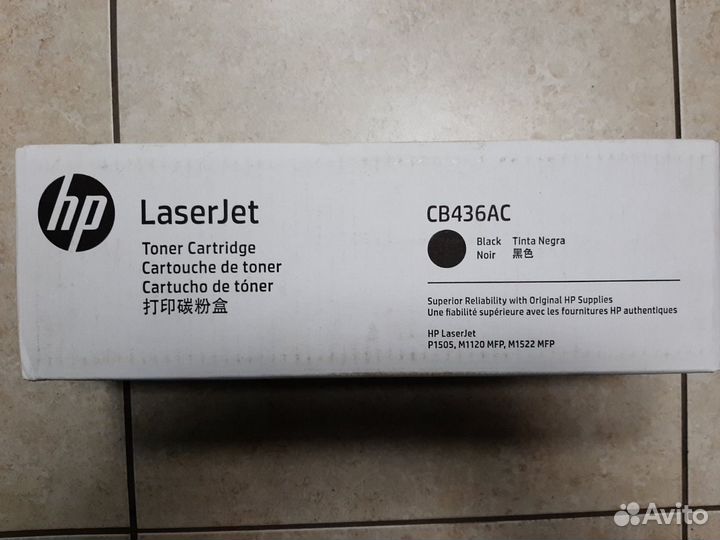 hp
LaserJet
Toner Cartridge
Cartouche de toner
Cartucho de tóner
打印碳粉盒
CB436AC
Black Tinta Negra
Noir 黑色
Superior Reliability with Original HP Supplies
Une fiabilité supérieure avec les fournitures HP authentiques
HP LaserJet
P1505, M1120 MFP, M1522 MFP
Avito